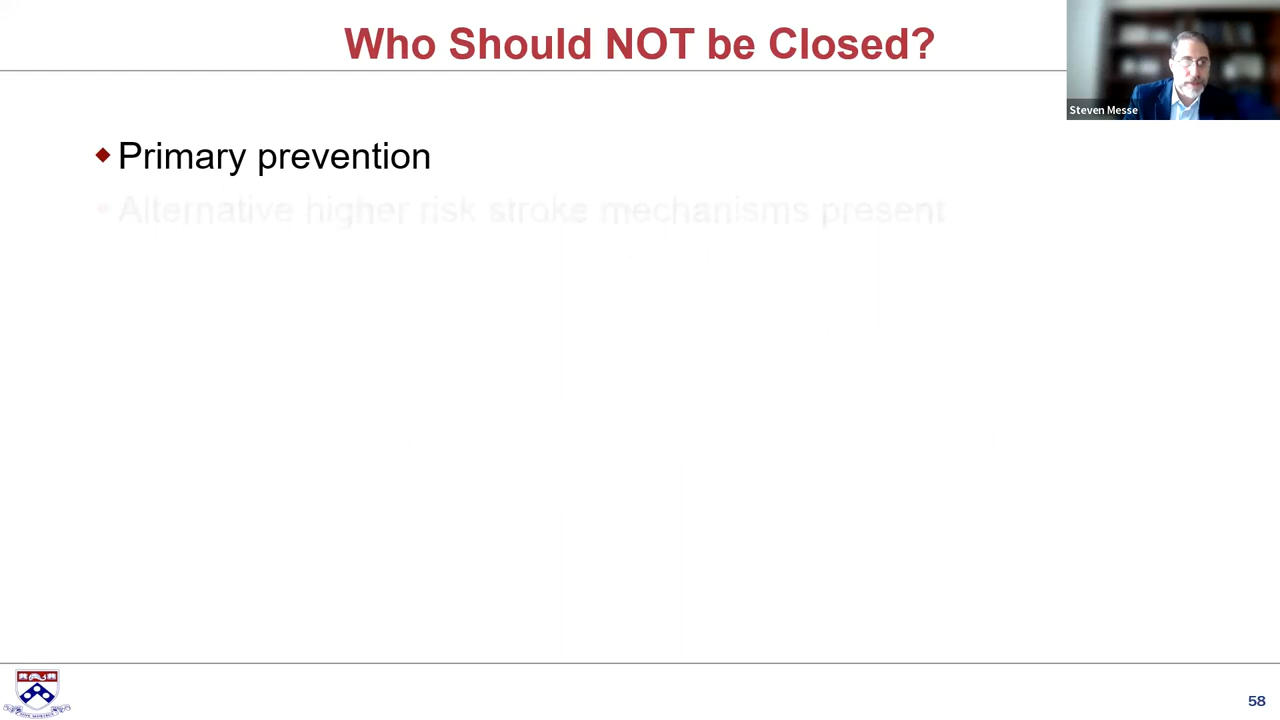 Who Should NOT be Closed?
Steven Messe
Primary prevention
Alternative higher risk stroke mechanisms present
58